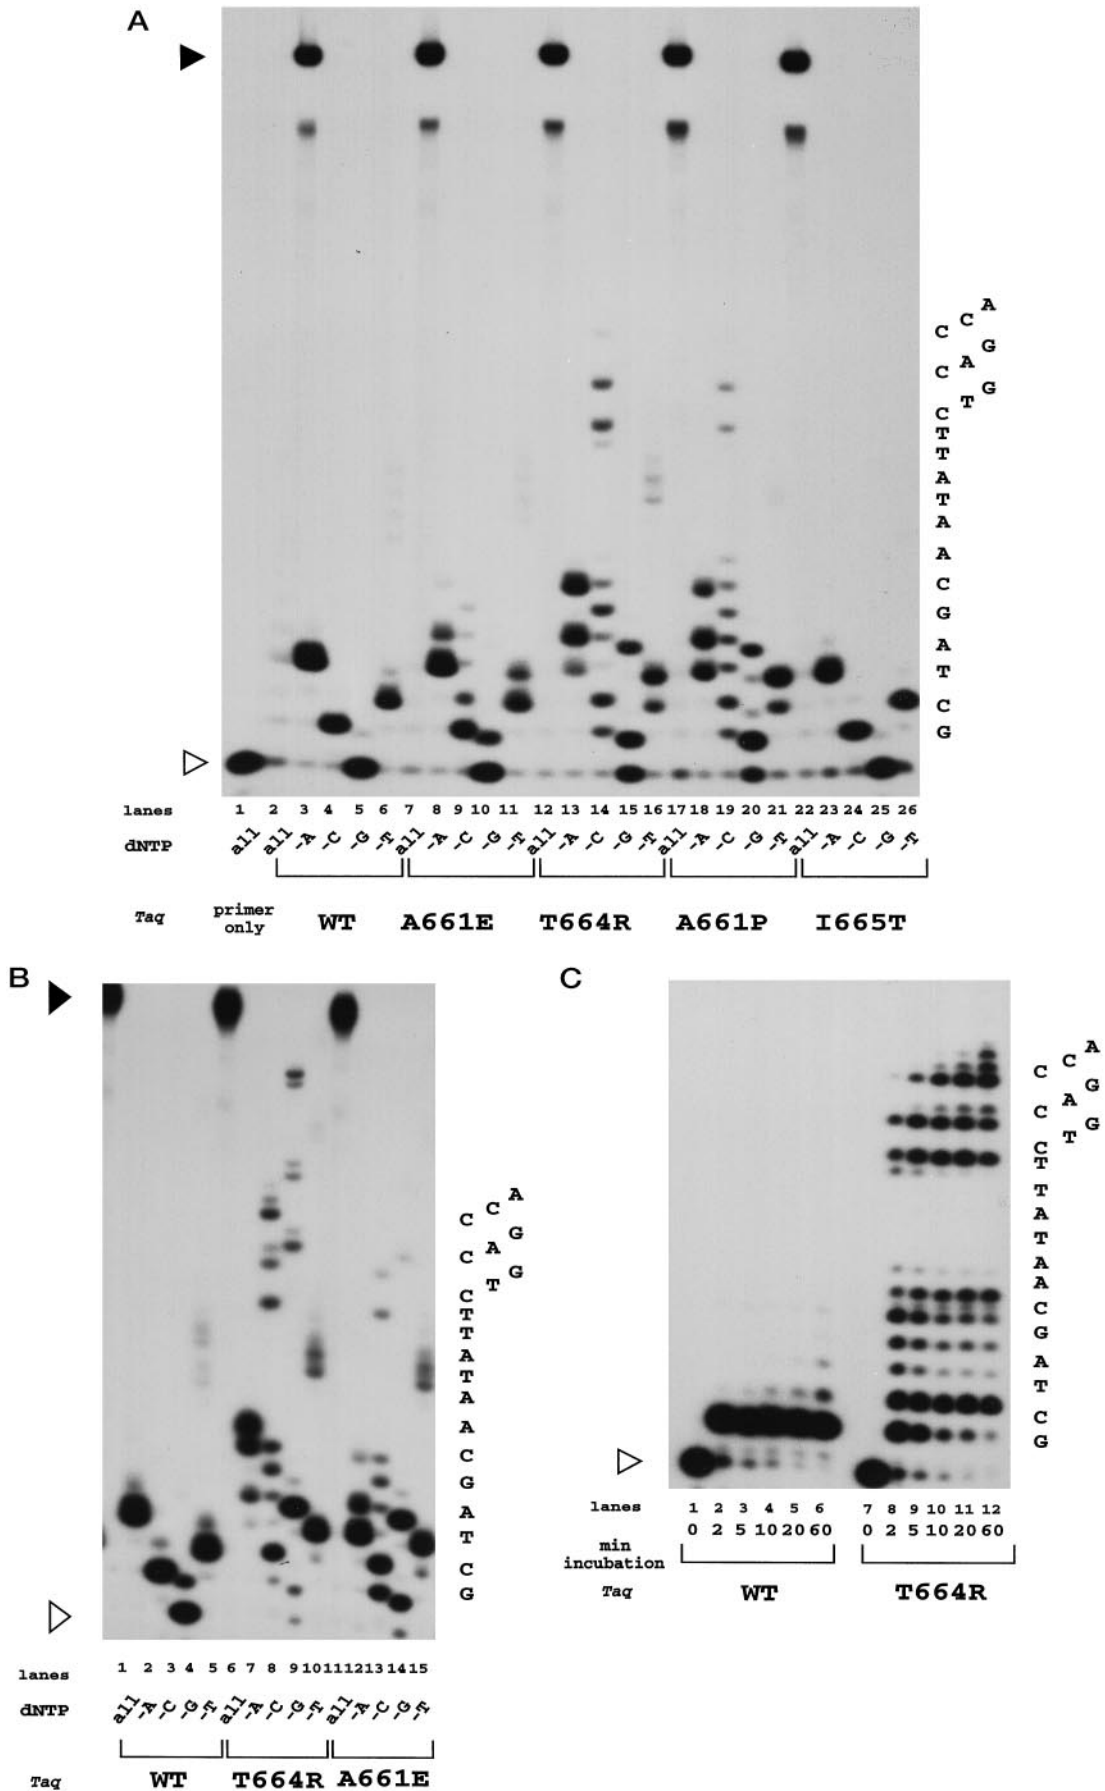 A
A
C
C
G
A
C
G
T
C
T
T
A
T
A
A
C
G
A
T
C
G
lanes 1 2 3 4 5 6 7 8 9 10 11 12 13 14 15 16 17 18 19 20 21 22 23 24 25 26
dNTP all all -A -C -G -T all -A -C -G -T all -A -C -G -T all -A -C -G -T all -A -C -G -T
Taq primer only WT A661E T664R A661P I665T
B
A
C
C
G
A
C
G
T
C
T
T
A
T
A
A
C
G
A
T
C
G
lanes 1 2 3 4 5 6 7 8 9 10 11 12 13 14 15
dNTP all -A -C -G -T all -A -C -G -T all -A -C -G -T
Taq WT T664R A661E
C
A
C
C
G
A
C
G
T
C
T
T
A
T
A
A
C
G
A
T
C
G
lanes 1 2 3 4 5 6 7 8 9 10 11 12
min incubation 0 2 5 10 20 60 0 2 5 10 20 60
Taq WT T664R